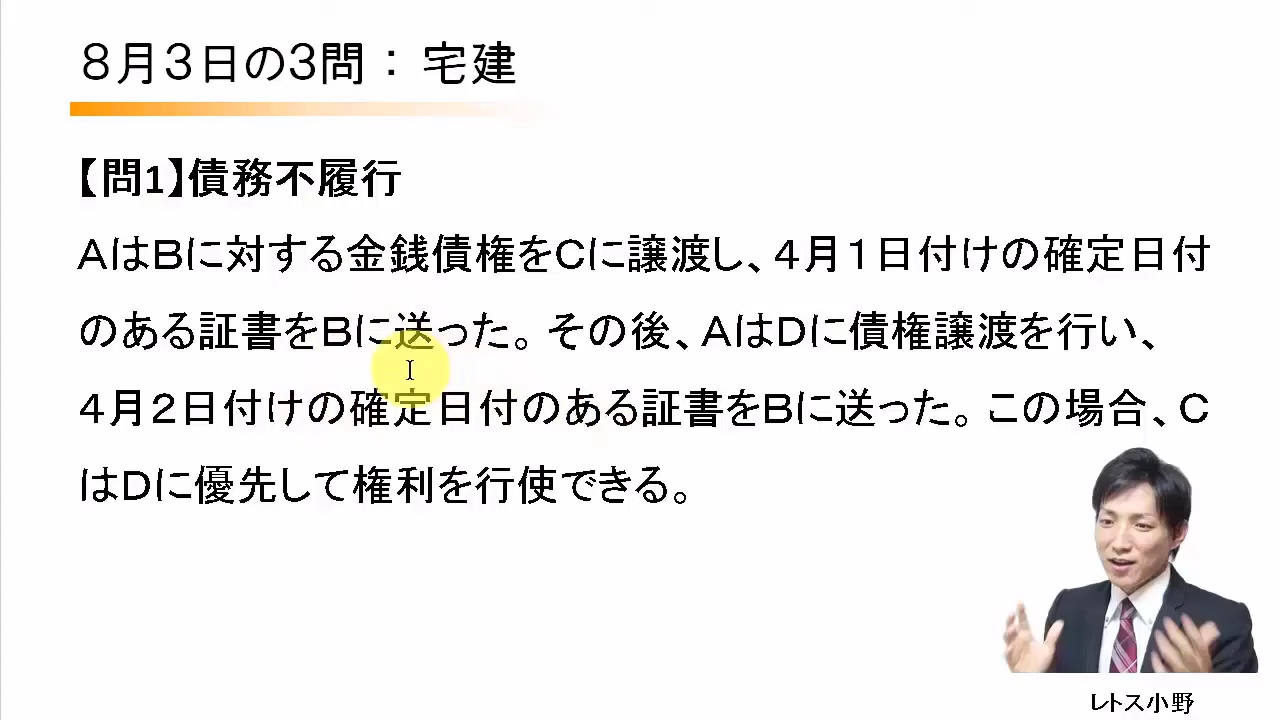 ８月３日の3問：宅建
【問1】債務不履行
ＡはＢに対する金銭債権をＣに譲渡し、４月１日付けの確定日付
のある証書をＢに送った。その後、ＡはＤに債権譲渡を行い、
４月２日付けの確定日付のある証書をＢに送った。この場合、Ｃ
はＤに優先して権利を行使できる。
レトス小野